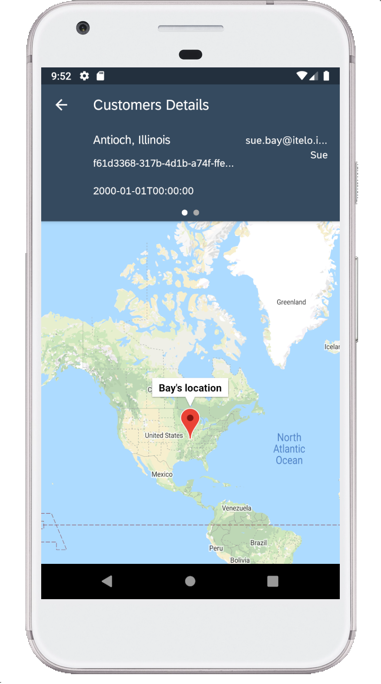 9:52
Customers Details
Antioch, Illinois
sue.bay@itelo.i...
f61d3368-317b-4d1b-a74f-ffe...
Sue
2000-01-01T00:00:00
Greenland
Bay's location
United States
North
Atlantic
Ocean
Mexico
Venezuela
Peru
Brazil
Bolivia